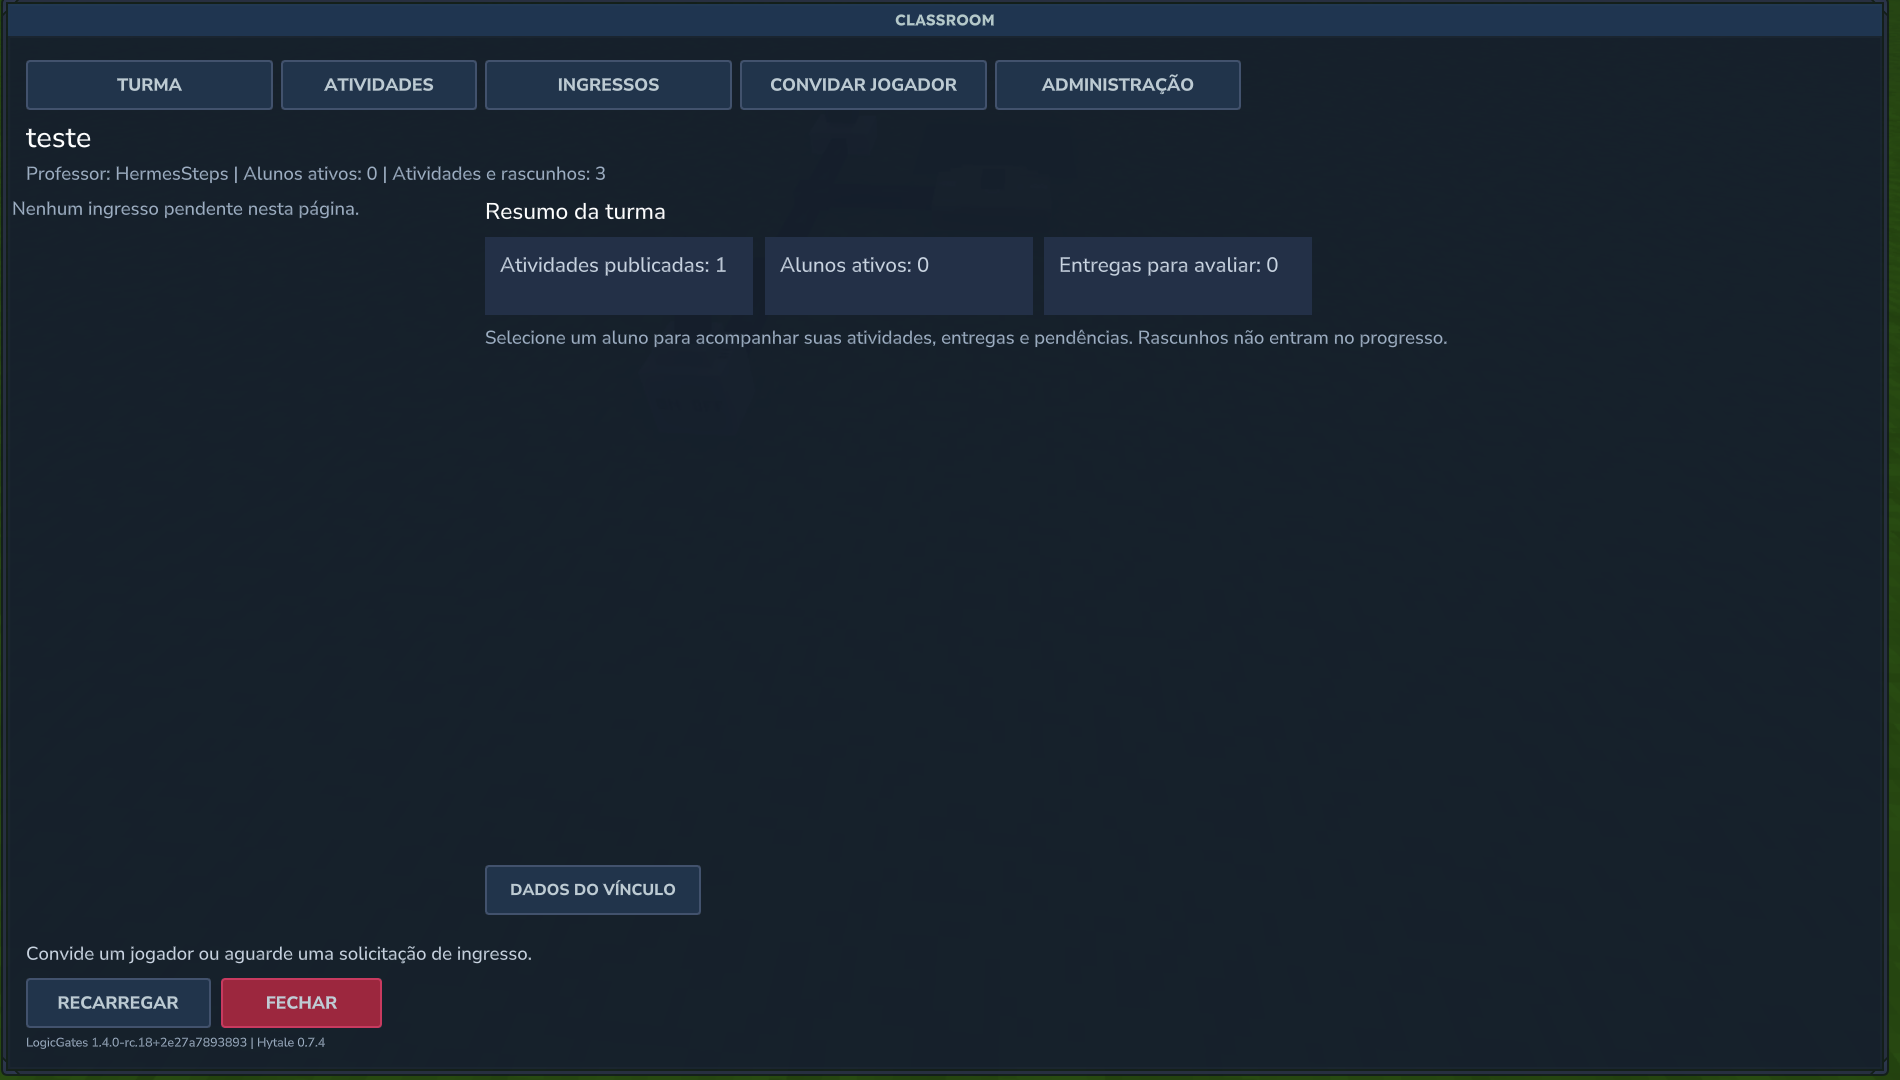 CLASSROOM
TURMA
ATIVIDADES
INGRESSOS
CONVIDAR JOGADOR
ADMINISTRAÇÃO
teste
Professor: HermesSteps | Alunos ativos: 0 | Atividades e rascunhos: 3
Nenhum ingresso pendente nesta página.
Resumo da turma
Atividades publicadas: 1
Alunos ativos: 0
Entregas para avaliar: 0
Selecione um aluno para acompanhar suas atividades, entregas e pendências. Rascunhos não entram no progresso.
DADOS DO VÍNCULO
Convide um jogador ou aguarde uma solicitação de ingresso.
RECARREGAR
FECHAR
LogicGates 1.4.0-rc.18+2e27a7893893 | Hytale 0.7.4